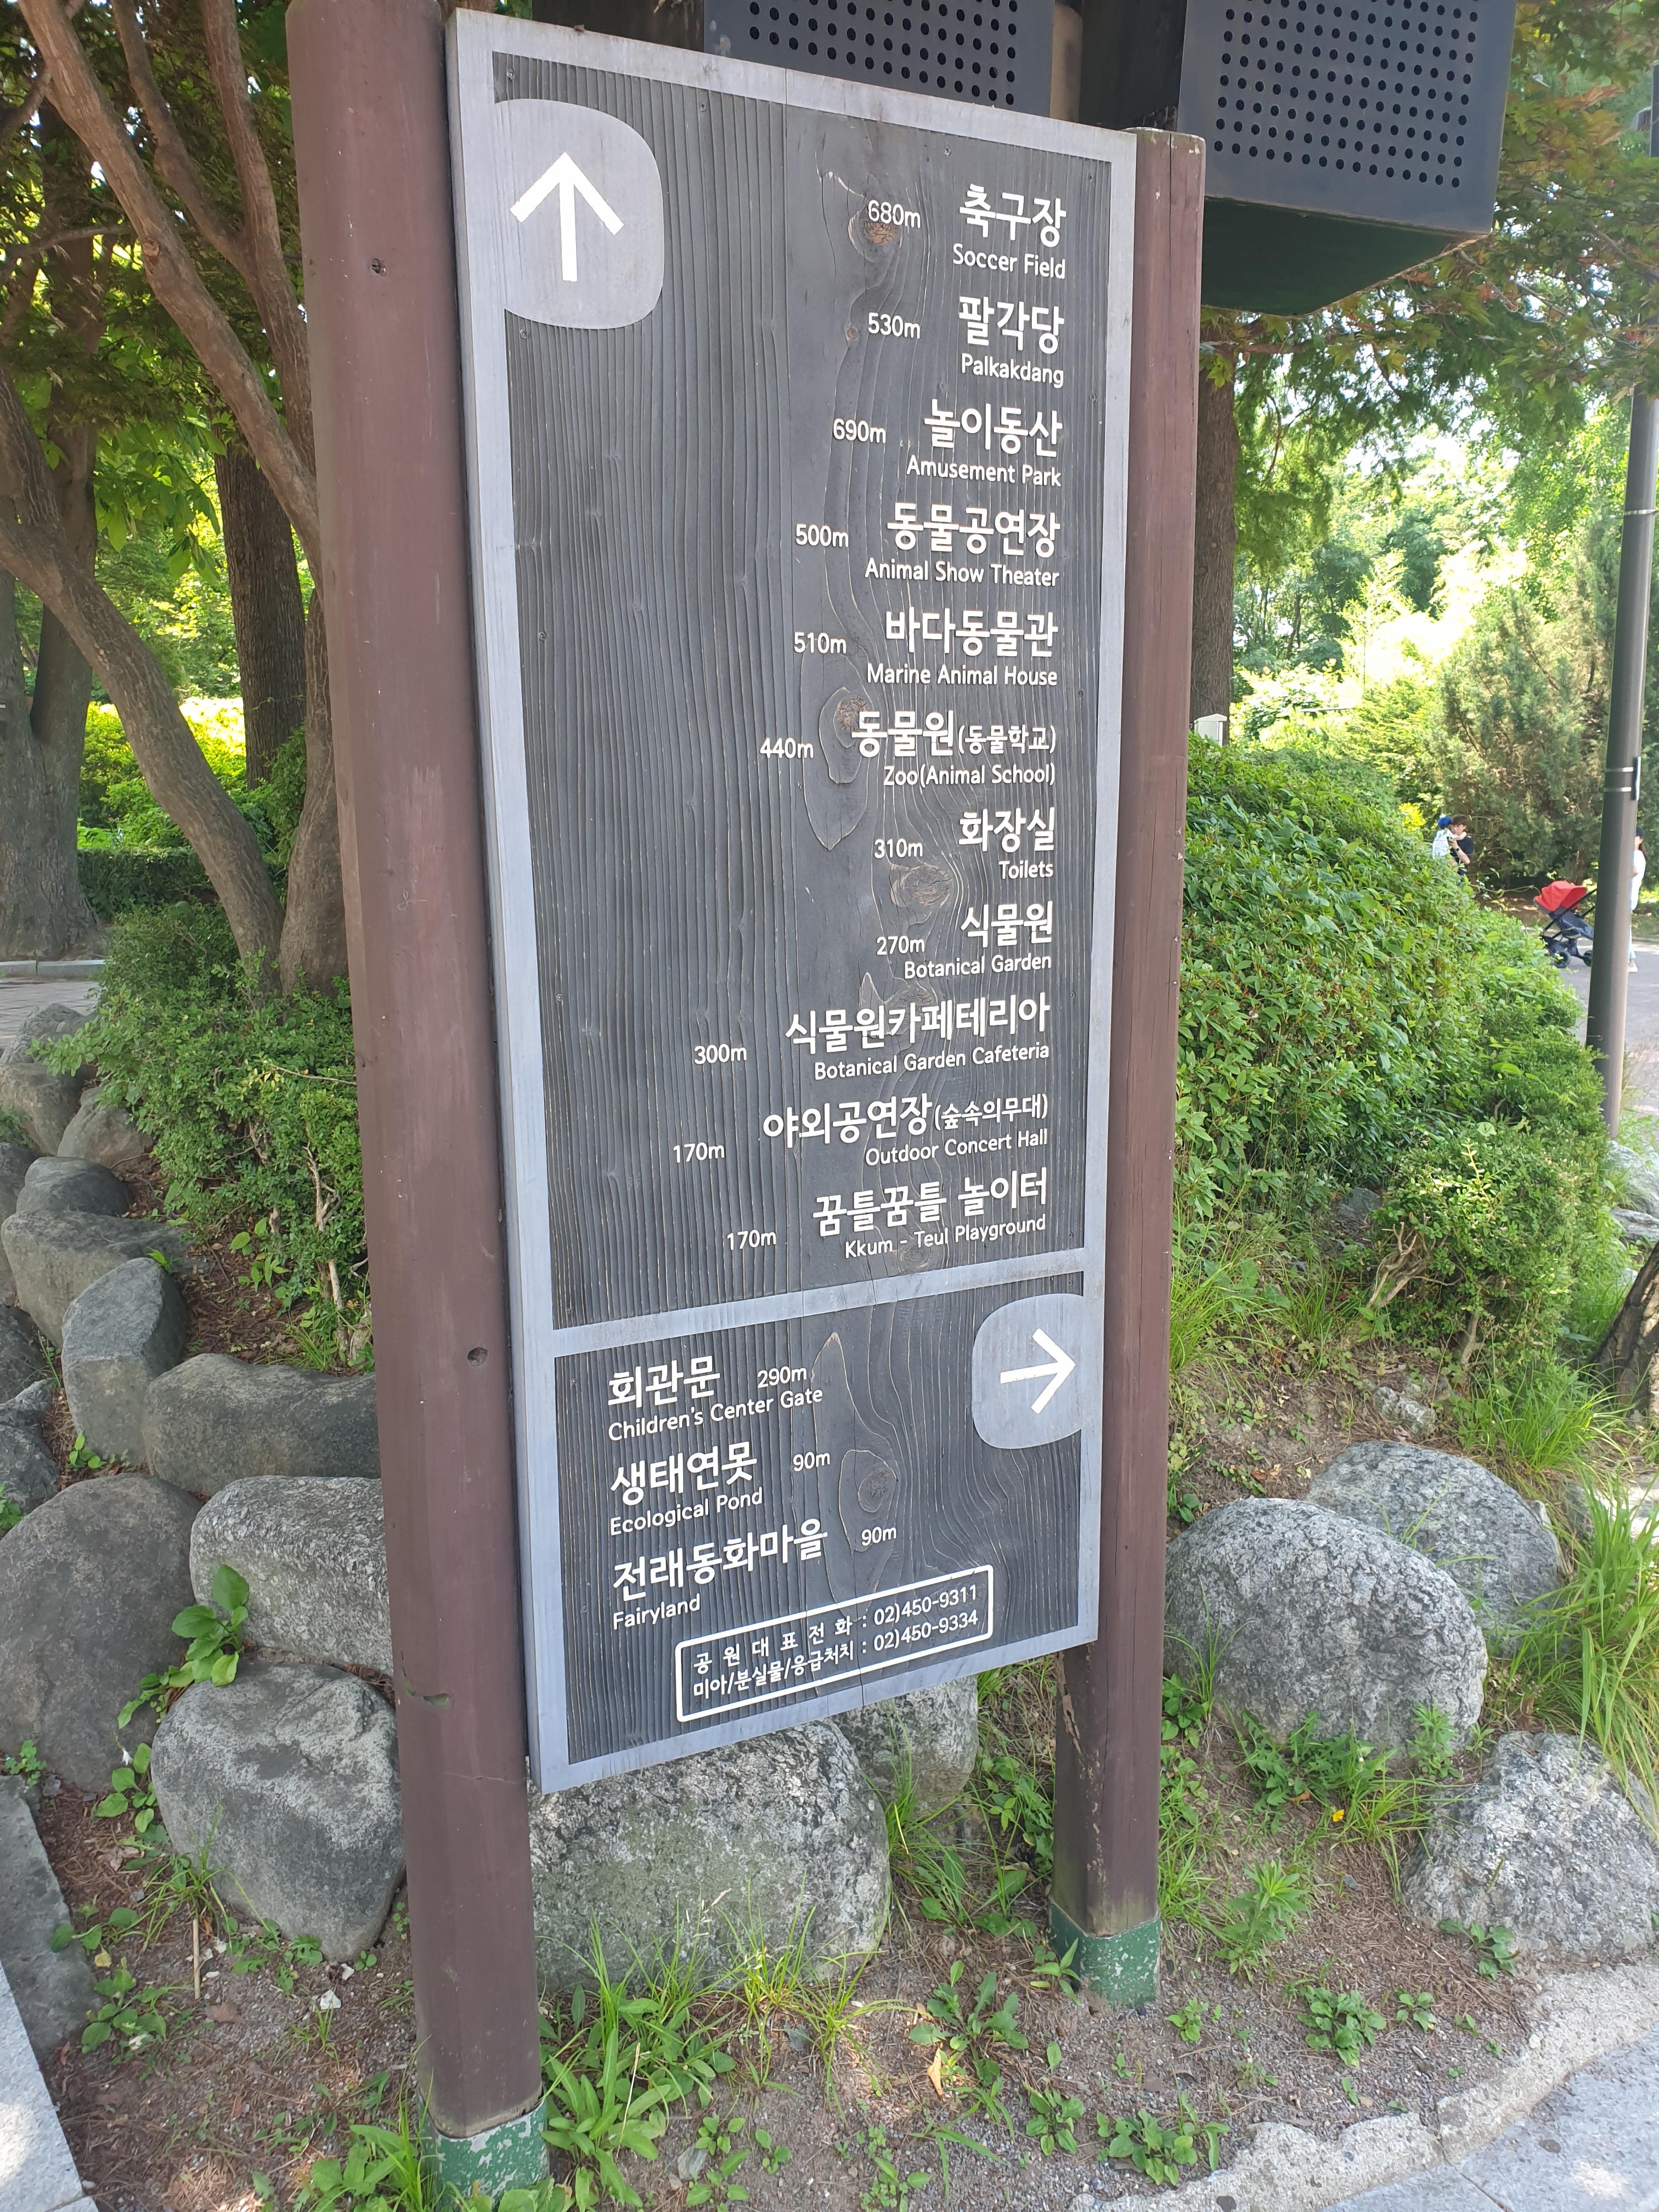 680m 축구장
Soccer Field
530m 팔각당
Palkakdang
690m 놀이동산
Amusement Park
500m 동물공연장
Animal Show Theater
510m 바다동물관
Marine Animal House
440m 동물원(동물학교)
Zoo(Animal School)
310m 화장실
Toilets
270m 식물원
Botanical Garden
300m 식물원카페테리아
Botanical Garden Cafeteria
170m 야외공연장(숲속의무대)
Outdoor Concert Hall
170m 꿈틀꿈틀 놀이터
Kkum - Teul Playground
회관문 290m
Children's Center Gate
생태연못 90m
Ecological Pond
전래동화마을 90m
Fairyland
공 원 대 표 전 화 : 02)450-9311
미아/분실물/응급처치 : 02)450-9334